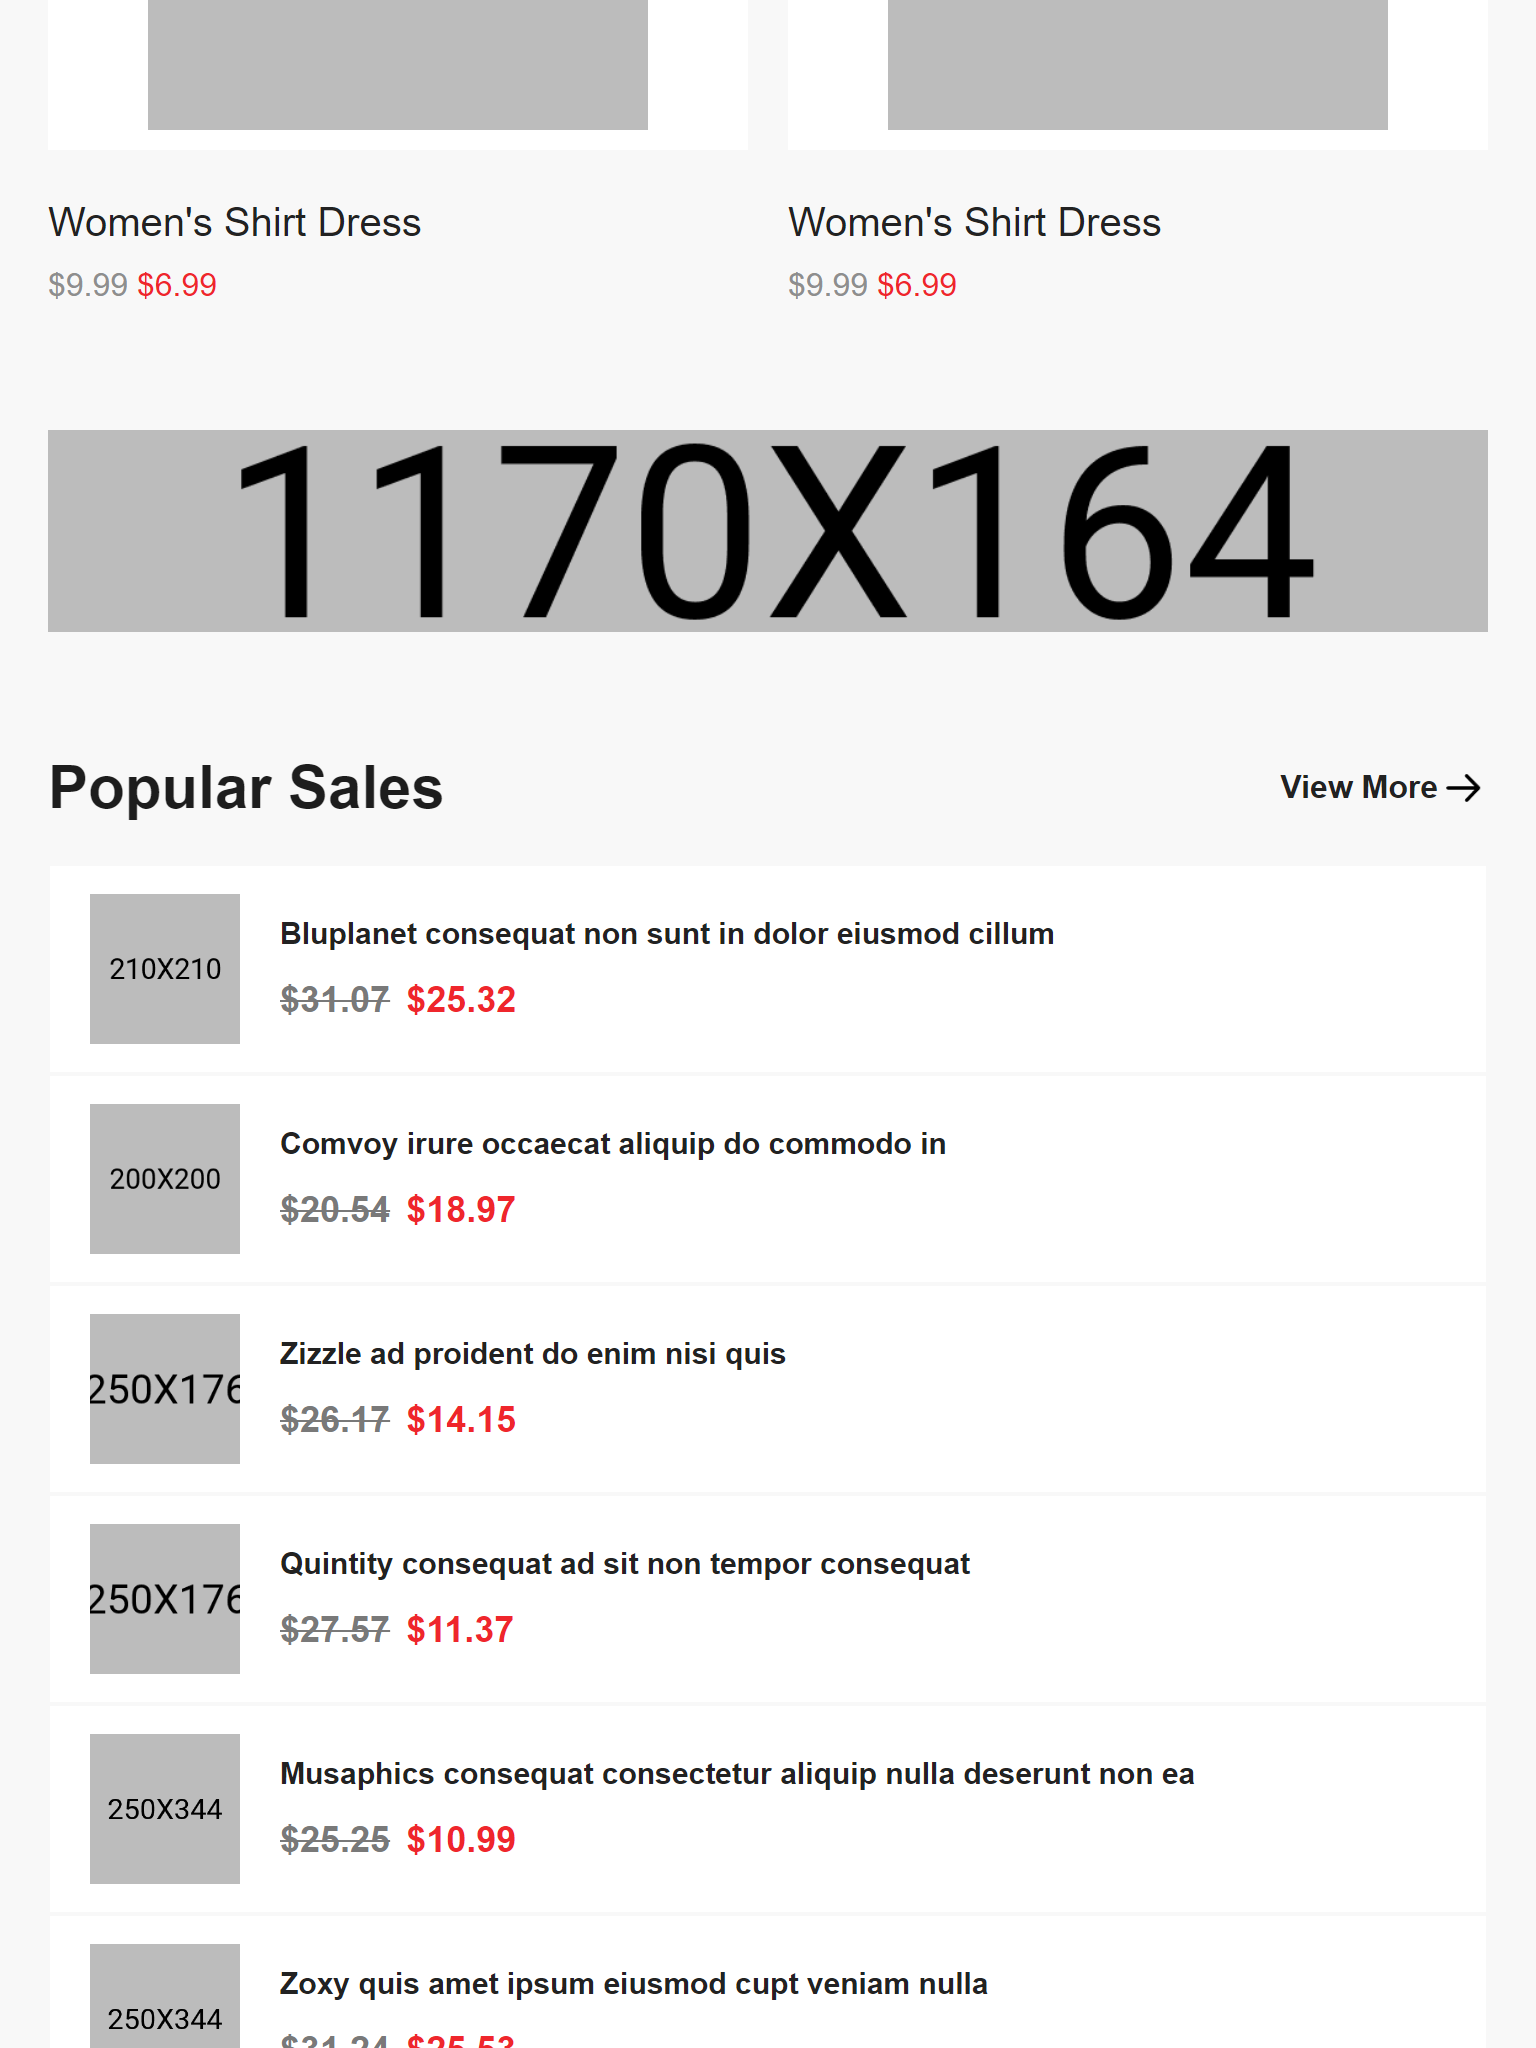 Women's Shirt Dress
$9.99 $6.99
Women's Shirt Dress
$9.99 $6.99
1170X164
Popular Sales
View More
210X210
Bluplanet consequat non sunt in dolor eiusmod cillum
$31.07 $25.32
200X200
Comvoy irure occaecat aliquip do commodo in
$20.54 $18.97
250X176
Zizzle ad proident do enim nisi quis
$26.17 $14.15
250X176
Quintity consequat ad sit non tempor consequat
$27.57 $11.37
250X344
Musaphics consequat consectetur aliquip nulla deserunt non ea
$25.25 $10.99
250X344
Zoxy quis amet ipsum eiusmod cupt veniam nulla
$31.24 $25.53